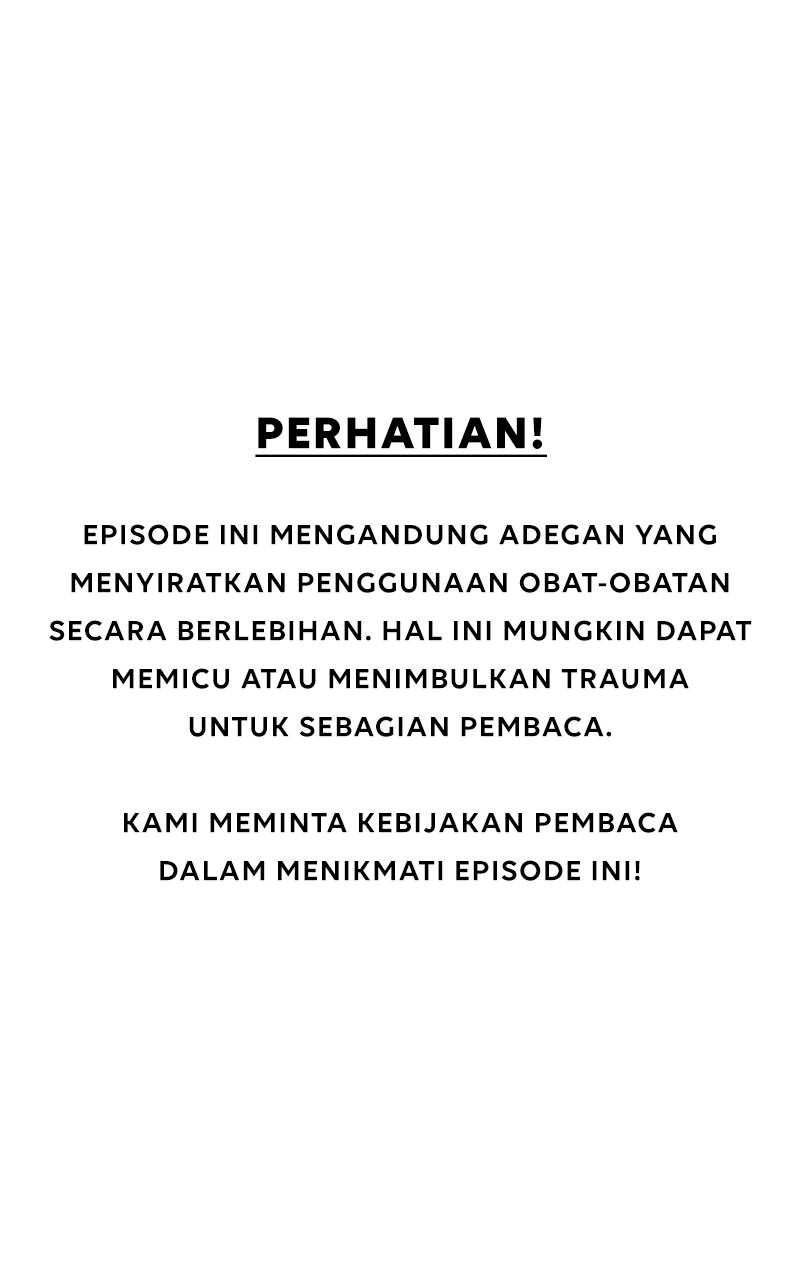 PERHATIAN!
EPISODE INI MENGANDUNG ADEGAN YANG
MENYIRATKAN PENGGUNAAN OBAT-OBATAN
SECARA BERLEBIHAN. HAL INI MUNGKIN DAPAT
MEMICU ATAU MENIMBULKAN TRAUMA
UNTUK SEBAGIAN PEMBACA.
KAMI MEMINTA KEBIJAKAN PEMBACA
DALAM MENIKMATI EPISODE INI!